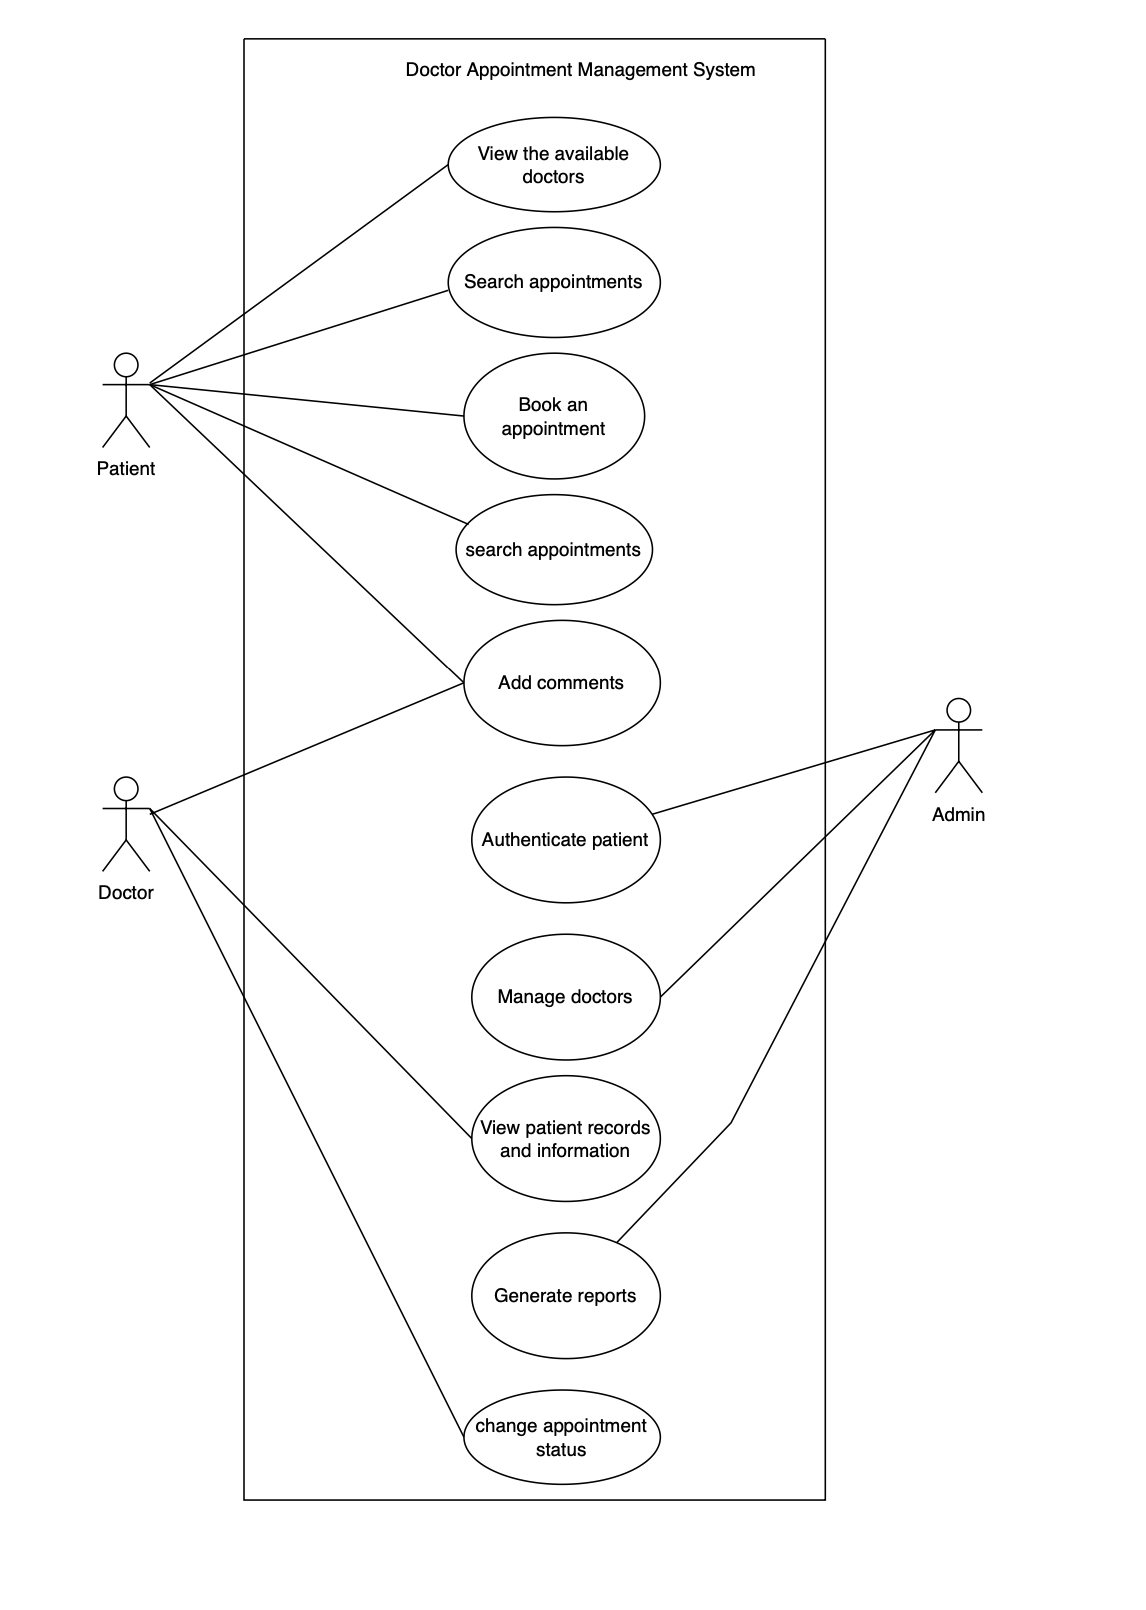 Doctor Appointment Management System
View the available
doctors
Search appointments
Book an
appointment
Patient
search appointments
Add comments
Admin
Authenticate patient
Doctor
Manage doctors
View patient records
and information
Generate reports
change appointment
status